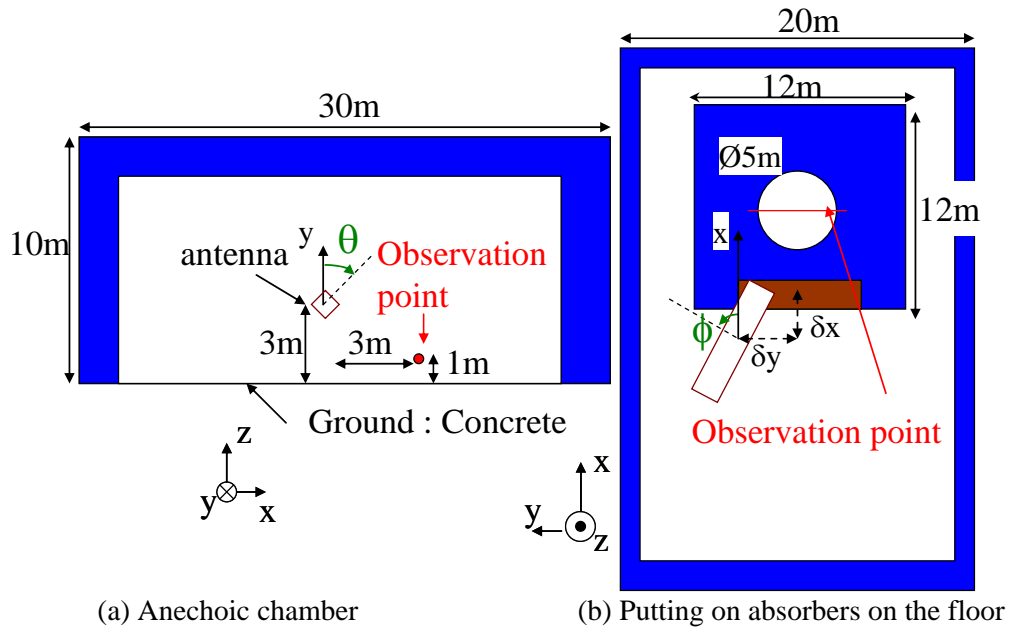 30m
10m
antenna
y
θ
Observation
point
3m
3m
1m
Ground : Concrete
z
y
x
(a) Anechoic chamber
20m
12m
Ø5m
12m
x
ϕ
δx
δy
Observation point
x
y
z
(b) Putting on absorbers on the floor